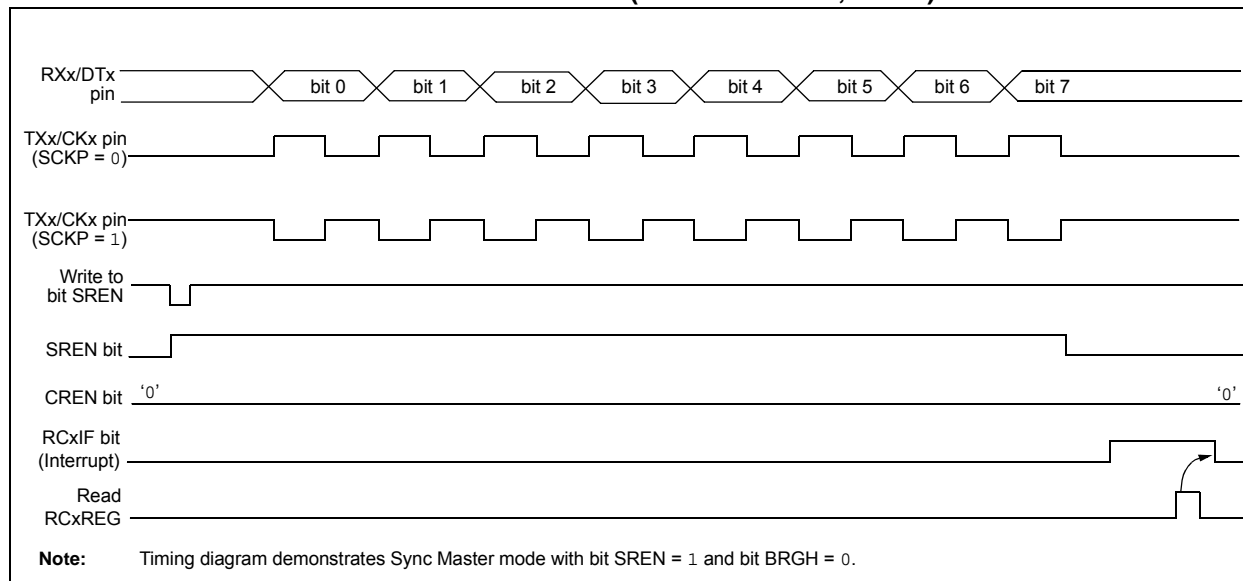 RXx/DTx
pin
bit 0 bit 1 bit 2 bit 3 bit 4 bit 5 bit 6 bit 7
TXx/CKx pin
(SCKP = 0)
TXx/CKx pin
(SCKP = 1)
Write to
bit SREN
SREN bit
CREN bit ‘0’ ‘0’
RCxIF bit
(Interrupt)
Read
RCxREG
Note: Timing diagram demonstrates Sync Master mode with bit SREN = 1 and bit BRGH = 0.